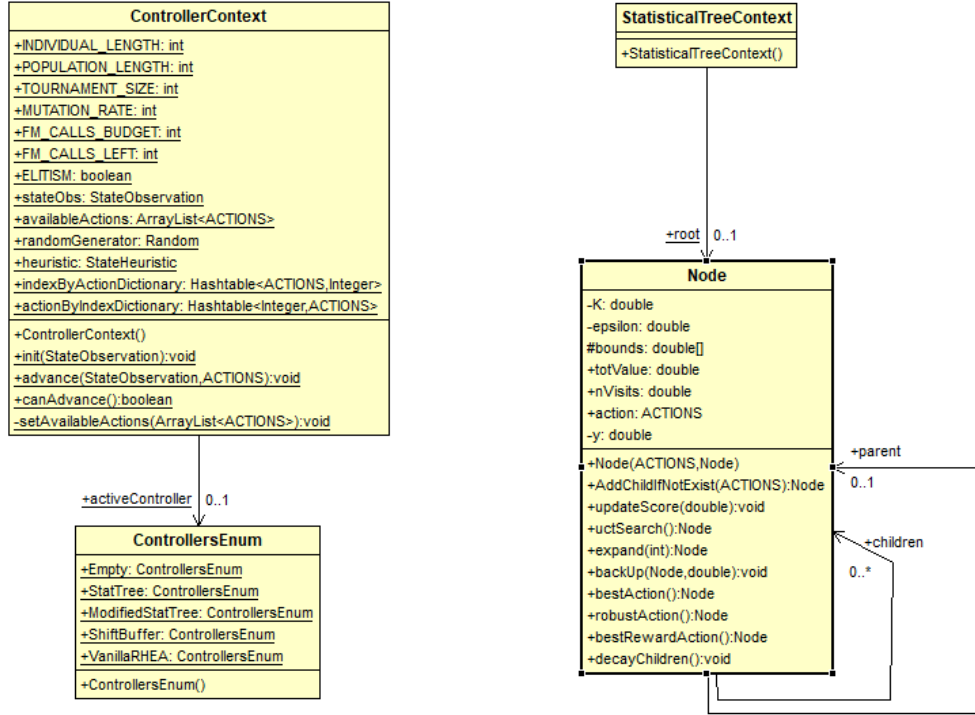 ControllerContext
+INDIVIDUAL_LENGTH: int
+POPULATION_LENGTH: int
+TOURNAMENT_SIZE: int
+MUTATION_RATE: int
+FM_CALLS_BUDGET: int
+FM_CALLS_LEFT: int
+ELITISM: boolean
+stateObs: StateObservation
+availableActions: ArrayList<ACTIONS>
+randomGenerator: Random
+heuristic: StateHeuristic
+indexByActionDictionary: Hashtable<ACTIONS,Integer>
+actionByIndexDictionary: Hashtable<Integer,ACTIONS>
+ControllerContext()
+init(StateObservation):void
+advance(StateObservation,ACTIONS):void
+canAdvance():boolean
-setAvailableActions(ArrayList<ACTIONS>):void
+activeController 0..1
ControllersEnum
+Empty: ControllersEnum
+StatTree: ControllersEnum
+ModifiedStatTree: ControllersEnum
+ShiftBuffer: ControllersEnum
+VanillaRHEA: ControllersEnum
+ControllersEnum()
StatisticalTreeContext
+StatisticalTreeContext()
+root 0..1
Node
-K: double
-epsilon: double
#bounds: double[]
+totValue: double
+nVisits: double
+action: ACTIONS
-y: double
+Node(ACTIONS,Node)
+AddChildIfNotExist(ACTIONS):Node
+updateScore(double):void
+uctSearch():Node
+expand(int):Node
+backUp(Node,double):void
+bestAction():Node
+robustAction():Node
+bestRewardAction():Node
+decayChildren():void
+parent
0..1
+children
0..*